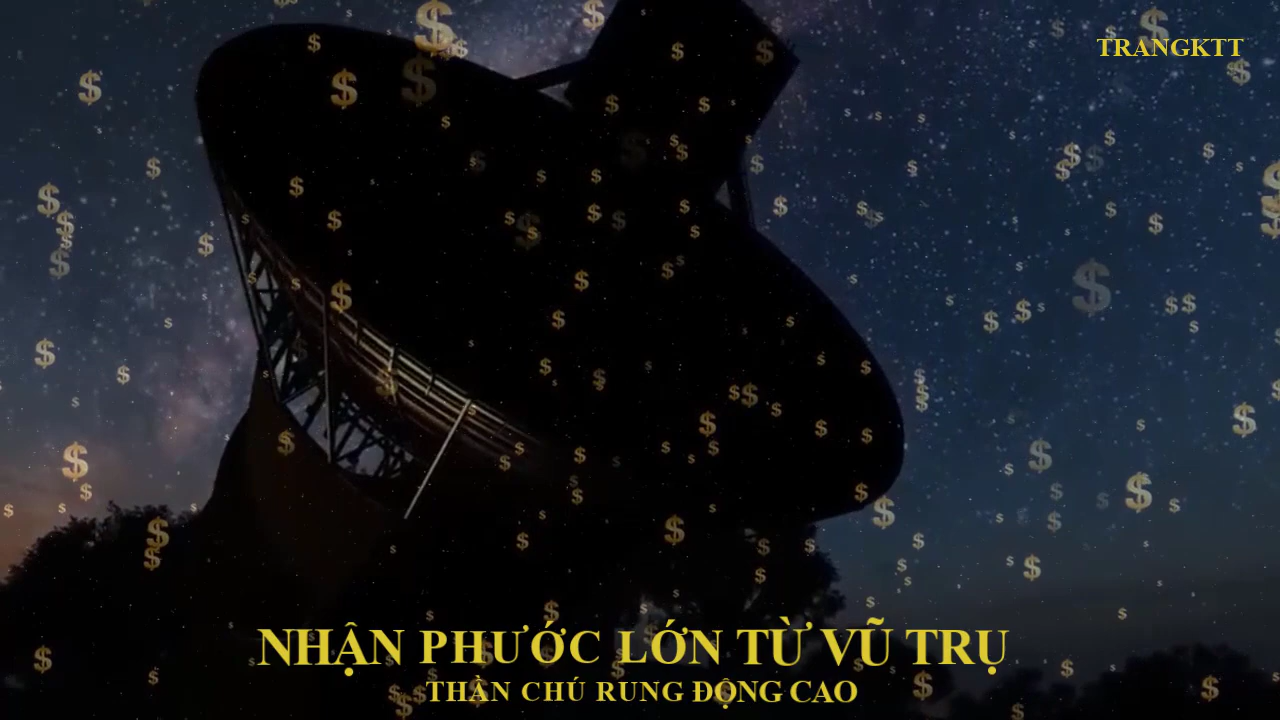 TRANGKTT
NHẬN PHƯỚC LỚN TỪ VŨ TRỤ
THẦN CHÚ RUNG ĐỘNG CAO